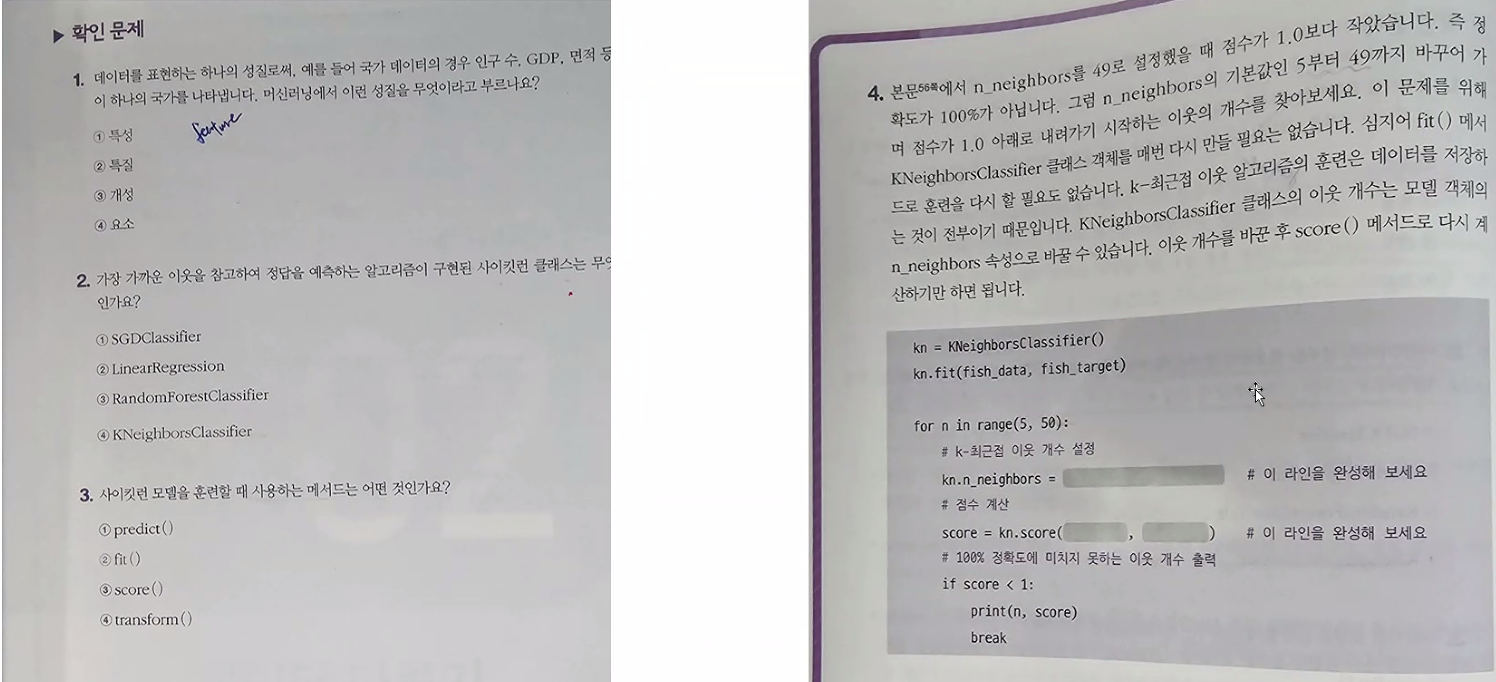 ▶ 확인 문제
1. 데이터를 표현하는 하나의 성질로써, 예를 들어 국가 데이터의 경우 인구 수, GDP, 면적
이 하나의 국가를 나타냅니다. 머신러닝에서 이런 성질을 무엇이라고 부르나요?
① 특성
feature
② 특질
③ 개성
④ 요소
2. 가장 가까운 이웃을 참고하여 정답을 예측하는 알고리즘이 구현된 사이킷런 클래스는
인가요?
① SGDClassifier
② LinearRegression
③ RandomForestClassifier
④ KNeighborsClassifier
3. 사이킷런 모델을 훈련할 때 사용하는 메서드는 어떤 것인가요?
① predict()
② fit()
③ score()
④ transform()
4. 본문56쪽에서 n_neighbors를 49로 설정했을 때 점수가 1.0보다 작았습니다. 즉 정
확도가 100%가 아닙니다. 그럼 n_neighbors의 기본값인 5부터 49까지 바꾸어 가
며 점수가 1.0 아래로 내려가기 시작하는 이웃의 개수를 찾아보세요. 이 문제를 위해
KNeighborsClassifier 클래스 객체를 매번 다시 만들 필요는 없습니다. 심지어 fit() 메서
드로 훈련을 다시 할 필요도 없습니다. k-최근접 이웃 알고리즘의 훈련은 데이터를 저장하
는 것이 전부이기 때문입니다. KNeighborsClassifier 클래스의 이웃 개수는 모델 객체의
n_neighbors 속성으로 바꿀 수 있습니다. 이웃 개수를 바꾼 후 score() 메서드로 다시 계
산하기만 하면 됩니다.
kn = KNeighborsClassifier()
kn.fit(fish_data, fish_target)
for n in range(5, 50):
# k-최근접 이웃 개수 설정
kn.n_neighbors = # 이 라인을 완성해 보세요
# 점수 계산
score = kn.score( , ) # 이 라인을 완성해 보세요
# 100% 정확도에 미치지 못하는 이웃 개수 출력
if score < 1:
print(n, score)
break